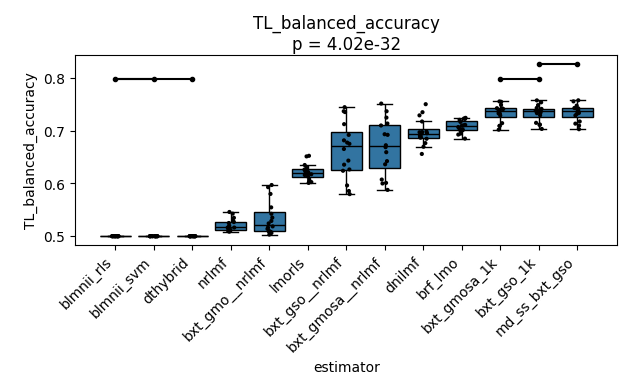 TL_balanced_accuracy
p = 4.02e-32
TL_balanced_accuracy
0.8
0.7
0.6
0.5
blmnii_rls
blmnii_svm
dthybrid
nrlmf
bxt_gmo__nrlmf
lmorls
bxt_gso__nrlmf
bxt_gmosa__nrlmf
dnilmf
brf_lmo
bxt_gmosa_1k
bxt_gso_1k
md_ss_bxt_gso
estimator